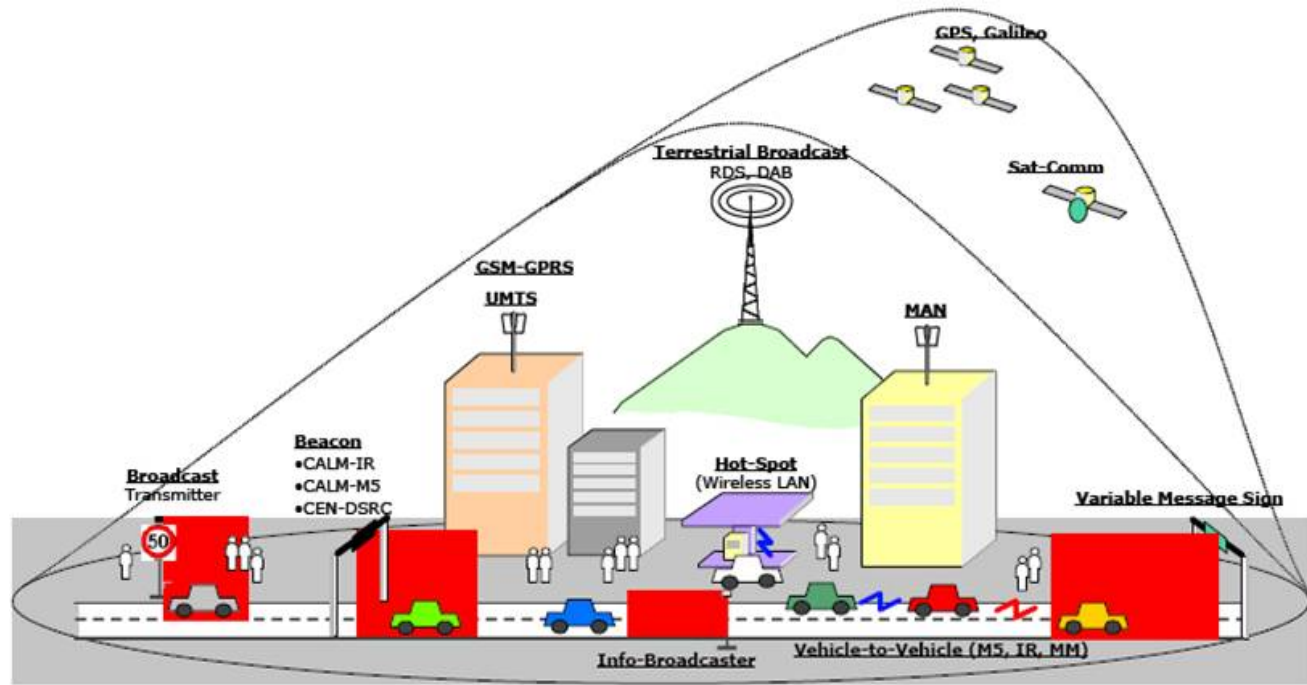 GPS, Galileo
Terrestrial Broadcast
RDS, DAB
Sat-Comm
GSM-GPRS
UMTS
MAN
Beacon
•CALM-IR
•CALM-M5
•CEN-DSRC
Broadcast
Transmitter
Hot-Spot
(Wireless LAN)
Variable Message Sign
50
Info-Broadcaster
Vehicle-to-Vehicle (M5, IR, MM)